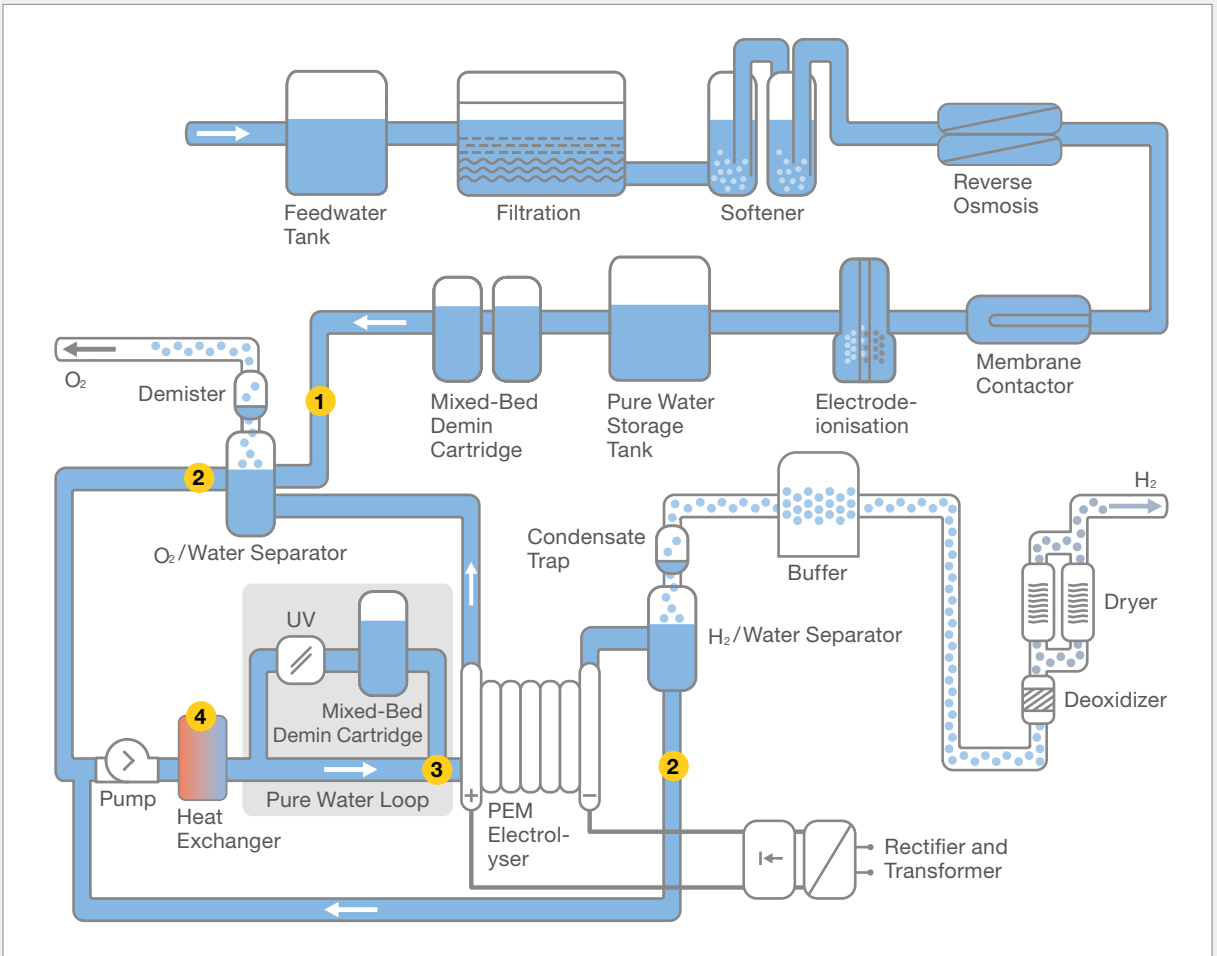 Feedwater
Tank
Filtration
Softener
Reverse
Osmosis
Membrane
Contactor
Electrode-
ionisation
Pure Water
Storage
Tank
Mixed-Bed
Demin
Cartridge
1
O₂
Demister
2
O₂/Water Separator
UV
Mixed-Bed
Demin Cartridge
4
3
Pump
Heat
Exchanger
Pure Water Loop
+
−
PEM
Electrol-
yser
Condensate
Trap
H₂/Water Separator
2
Buffer
H₂
Dryer
Deoxidizer
Rectifier and
Transformer